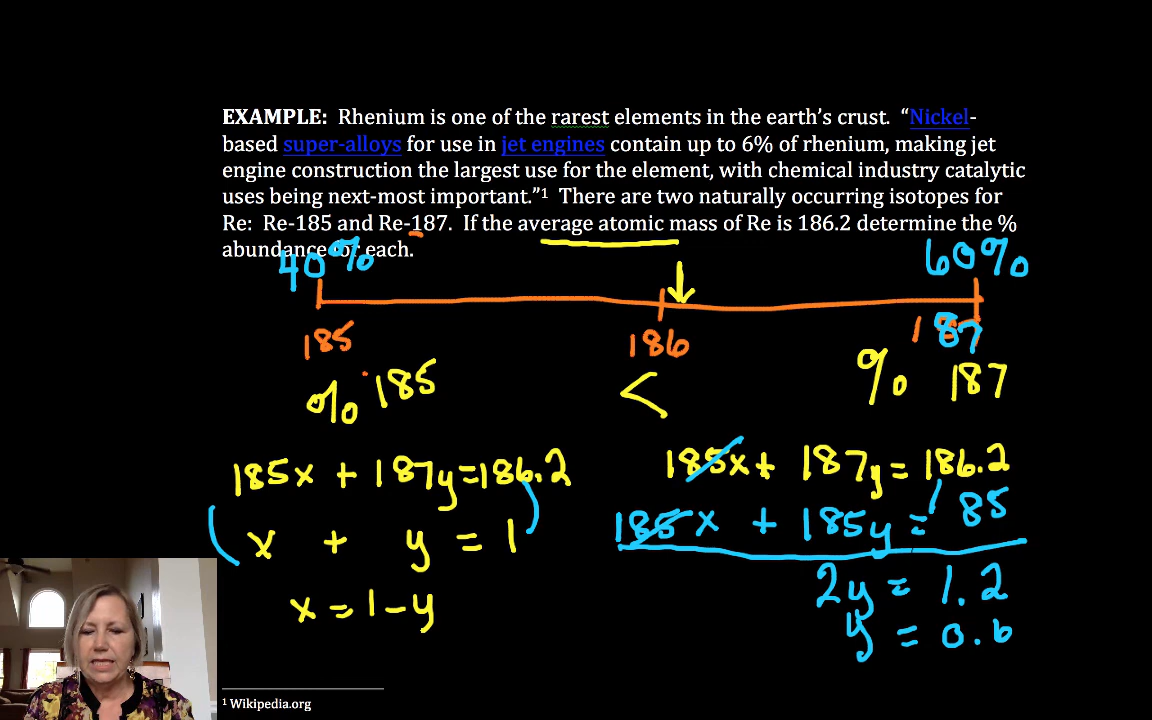 EXAMPLE: Rhenium is one of the rarest elements in the earth's crust. "Nickel-
based super-alloys for use in jet engines contain up to 6% of rhenium, making jet
engine construction the largest use for the element, with chemical industry catalytic
uses being next-most important."¹ There are two naturally occurring isotopes for
Re: Re-185 and Re-187. If the average atomic mass of Re is 186.2 determine the %
abundance for each.
40% 60%
185 186 187
% 185 < % 187
185x + 187y = 186.2
(x + y = 1)
x = 1 - y
185x + 187y = 186.2
185x + 185y = 185
2y = 1.2
y = 0.6
¹ Wikipedia.org